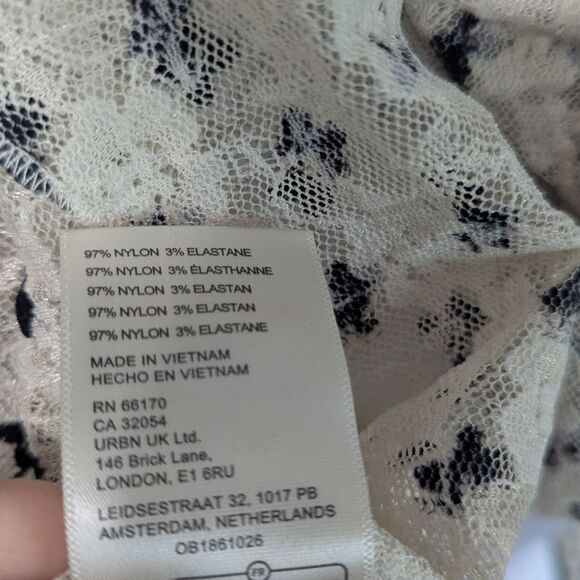 97% NYLON 3% ELASTANE
97% NYLON 3% ÉLASTHANNE
97% NYLON 3% ELASTAN
97% NYLON 3% ELASTAN
97% NYLON 3% ELASTANE
MADE IN VIETNAM
HECHO EN VIETNAM
RN 66170
CA 32054
URBN UK Ltd.
146 Brick Lane,
LONDON, E1 6RU
LEIDSESTRAAT 32, 1017 PB
AMSTERDAM, NETHERLANDS
OB1861026
FR